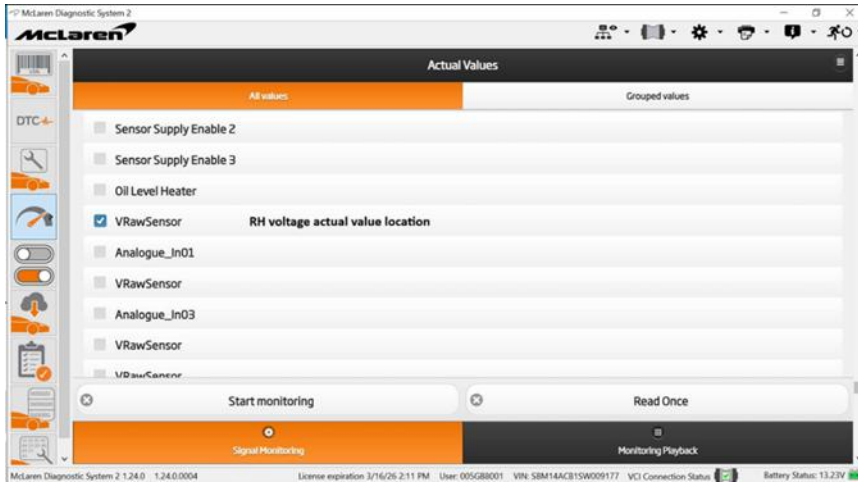 McLaren Diagnostic System 2
McLaren
Actual Values
All values
Grouped values
DTC
Sensor Supply Enable 2
Sensor Supply Enable 3
Oil Level Heater
VRawSensor RH voltage actual value location
Analogue_In01
VRawSensor
Analogue_In03
VRawSensor
VRawSensor
Start monitoring
Read Once
Signal Monitoring
Monitoring Playback
McLaren Diagnostic System 2 1.24.0 1.24.0.0004 License expiration 3/16/26 2:11 PM User: 005G88001 VIN: SBM14ACB1SW009177 VCI Connection Status Battery Status: 13.23V